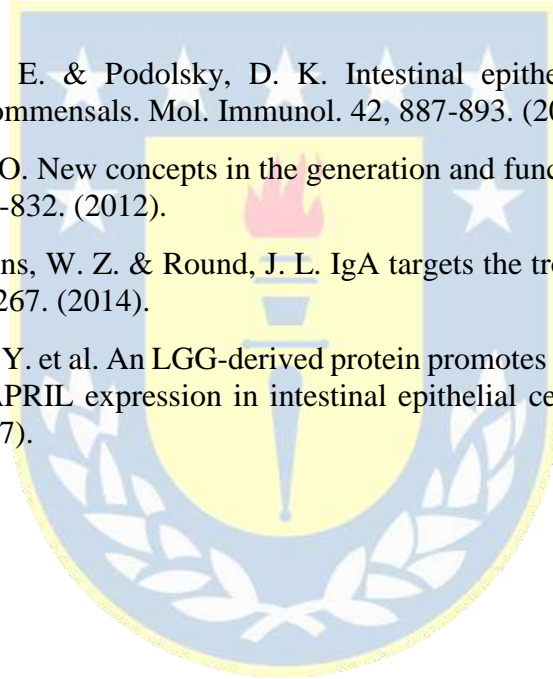 E. & Podolsky, D. K. Intestinal epithe
ommensals. Mol. Immunol. 42, 887-893. (20
O. New concepts in the generation and func
-832. (2012).
ns, W. Z. & Round, J. L. IgA targets the tro
267. (2014).
Y. et al. An LGG-derived protein promotes
APRIL expression in intestinal epithelial ce
7).